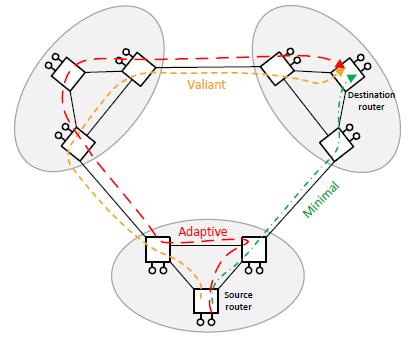 Valiant
Destination
router
Minimal
Adaptive
Source
router